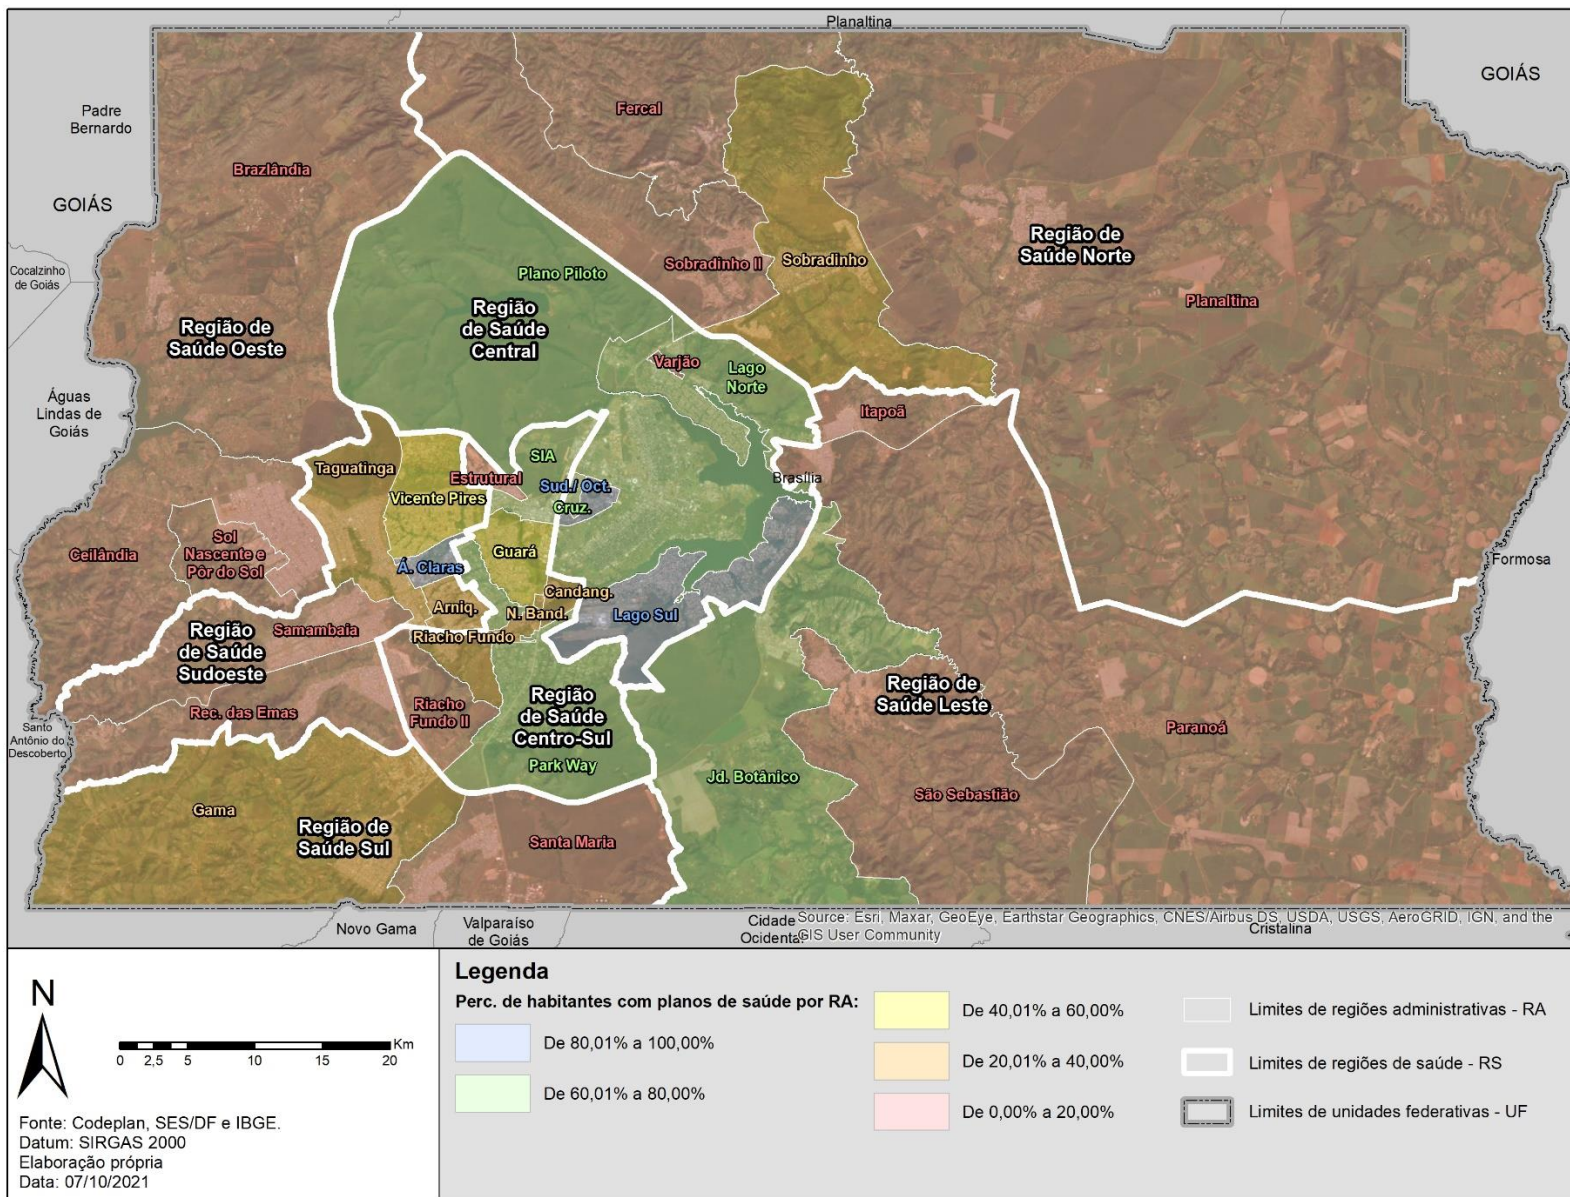 Planaltina
GOIÁS
Padre
Bernardo
Fercal
Brazlândia
GOIÁS
Região de
Saúde Norte
Sobradinho II
Sobradinho
Cocalzinho
de Goiás
Plano Piloto
Planaltina
Região
de Saúde
Central
Região de
Saúde Oeste
Varjão
Lago
Norte
Águas
Lindas de
Goiás
Itapoã
Taguatinga
SIA
Estrutural
Brasília
Vicente Pires
Sud./ Oct.
Cruz.
Sol
Nascente e
Pôr do Sol
Ceilândia
Guará
Formosa
Á. Claras
Candang.
Arniq.
N. Band.
Lago Sul
Samambaia
Riacho Fundo
Região
de Saúde
Sudoeste
Região de
Saúde Leste
Região
de Saúde
Centro-Sul
Riacho
Fundo II
Rec. das Emas
Santo
Antônio do
Descoberto
Paranoá
Park Way
Jd. Botânico
São Sebastião
Gama
Região de
Saúde Sul
Santa Maria
Novo Gama
Valparaíso
de Goiás
Cidade
Ocidental
Source: Esri, Maxar, GeoEye, Earthstar Geographics, CNES/Airbus DS, USDA, USGS, AeroGRID, IGN, and the
GIS User Community
Cristalina
N
0 2,5 5 10 15 20
Km
Fonte: Codeplan, SES/DF e IBGE.
Datum: SIRGAS 2000
Elaboração própria
Data: 07/10/2021
Legenda
Perc. de habitantes com planos de saúde por RA:
De 80,01% a 100,00%
De 60,01% a 80,00%
De 40,01% a 60,00%
De 20,01% a 40,00%
De 0,00% a 20,00%
Limites de regiões administrativas - RA
Limites de regiões de saúde - RS
Limites de unidades federativas - UF